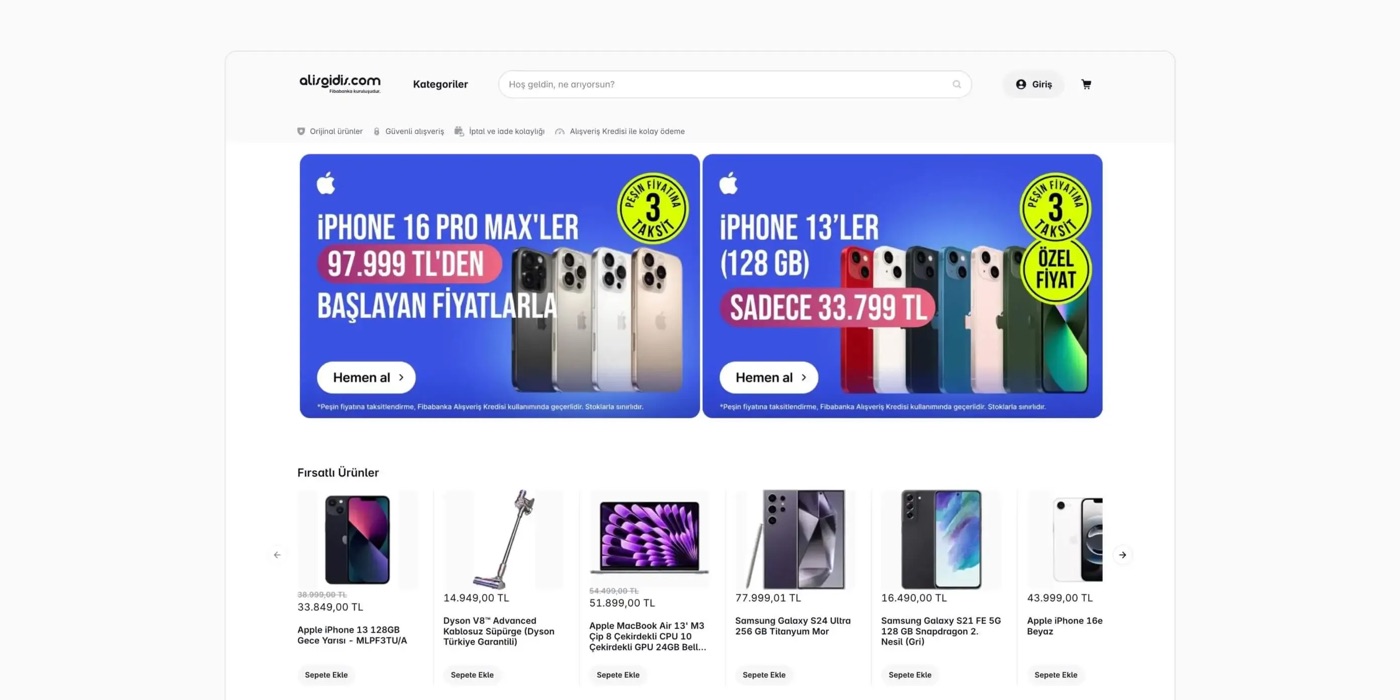 alisgidis.com
Fibabanka kuruluşudur.
Kategoriler
Hoş geldin, ne arıyorsun?
Giriş
Orijinal ürünler
Güvenli alışveriş
İptal ve iade kolaylığı
Alışveriş Kredisi ile kolay ödeme
PEŞİN FİYATINA
3
TAKSİT
iPHONE 16 PRO MAX'LER
97.999 TL'DEN
BAŞLAYAN FİYATLARLA
Hemen al
*Peşin fiyatına taksitlendirme, Fibabanka Alışveriş Kredisi kullanımında geçerlidir. Stoklarla sınırlıdır.
PEŞİN FİYATINA
3
TAKSİT
ÖZEL
FİYAT
iPHONE 13’LER
(128 GB)
SADECE 33.799 TL
Hemen al
*Peşin fiyatına taksitlendirme, Fibabanka Alışveriş Kredisi kullanımında geçerlidir. Stoklarla sınırlıdır.
Fırsatlı Ürünler
38.999,00 TL
33.849,00 TL
Apple iPhone 13 128GB
Gece Yarısı - MLPF3TU/A
Sepete Ekle
14.949,00 TL
Dyson V8™ Advanced
Kablosuz Süpürge (Dyson
Türkiye Garantili)
Sepete Ekle
54.499,00 TL
51.899,00 TL
Apple MacBook Air 13' M3
Çip 8 Çekirdekli CPU 10
Çekirdekli GPU 24GB Bell...
Sepete Ekle
77.999,01 TL
Samsung Galaxy S24 Ultra
256 GB Titanyum Mor
Sepete Ekle
16.490,00 TL
Samsung Galaxy S21 FE 5G
128 GB Snapdragon 2.
Nesil (Gri)
Sepete Ekle
43.999,00 TL
Apple iPhone 16e
Beyaz
Sepete Ekle